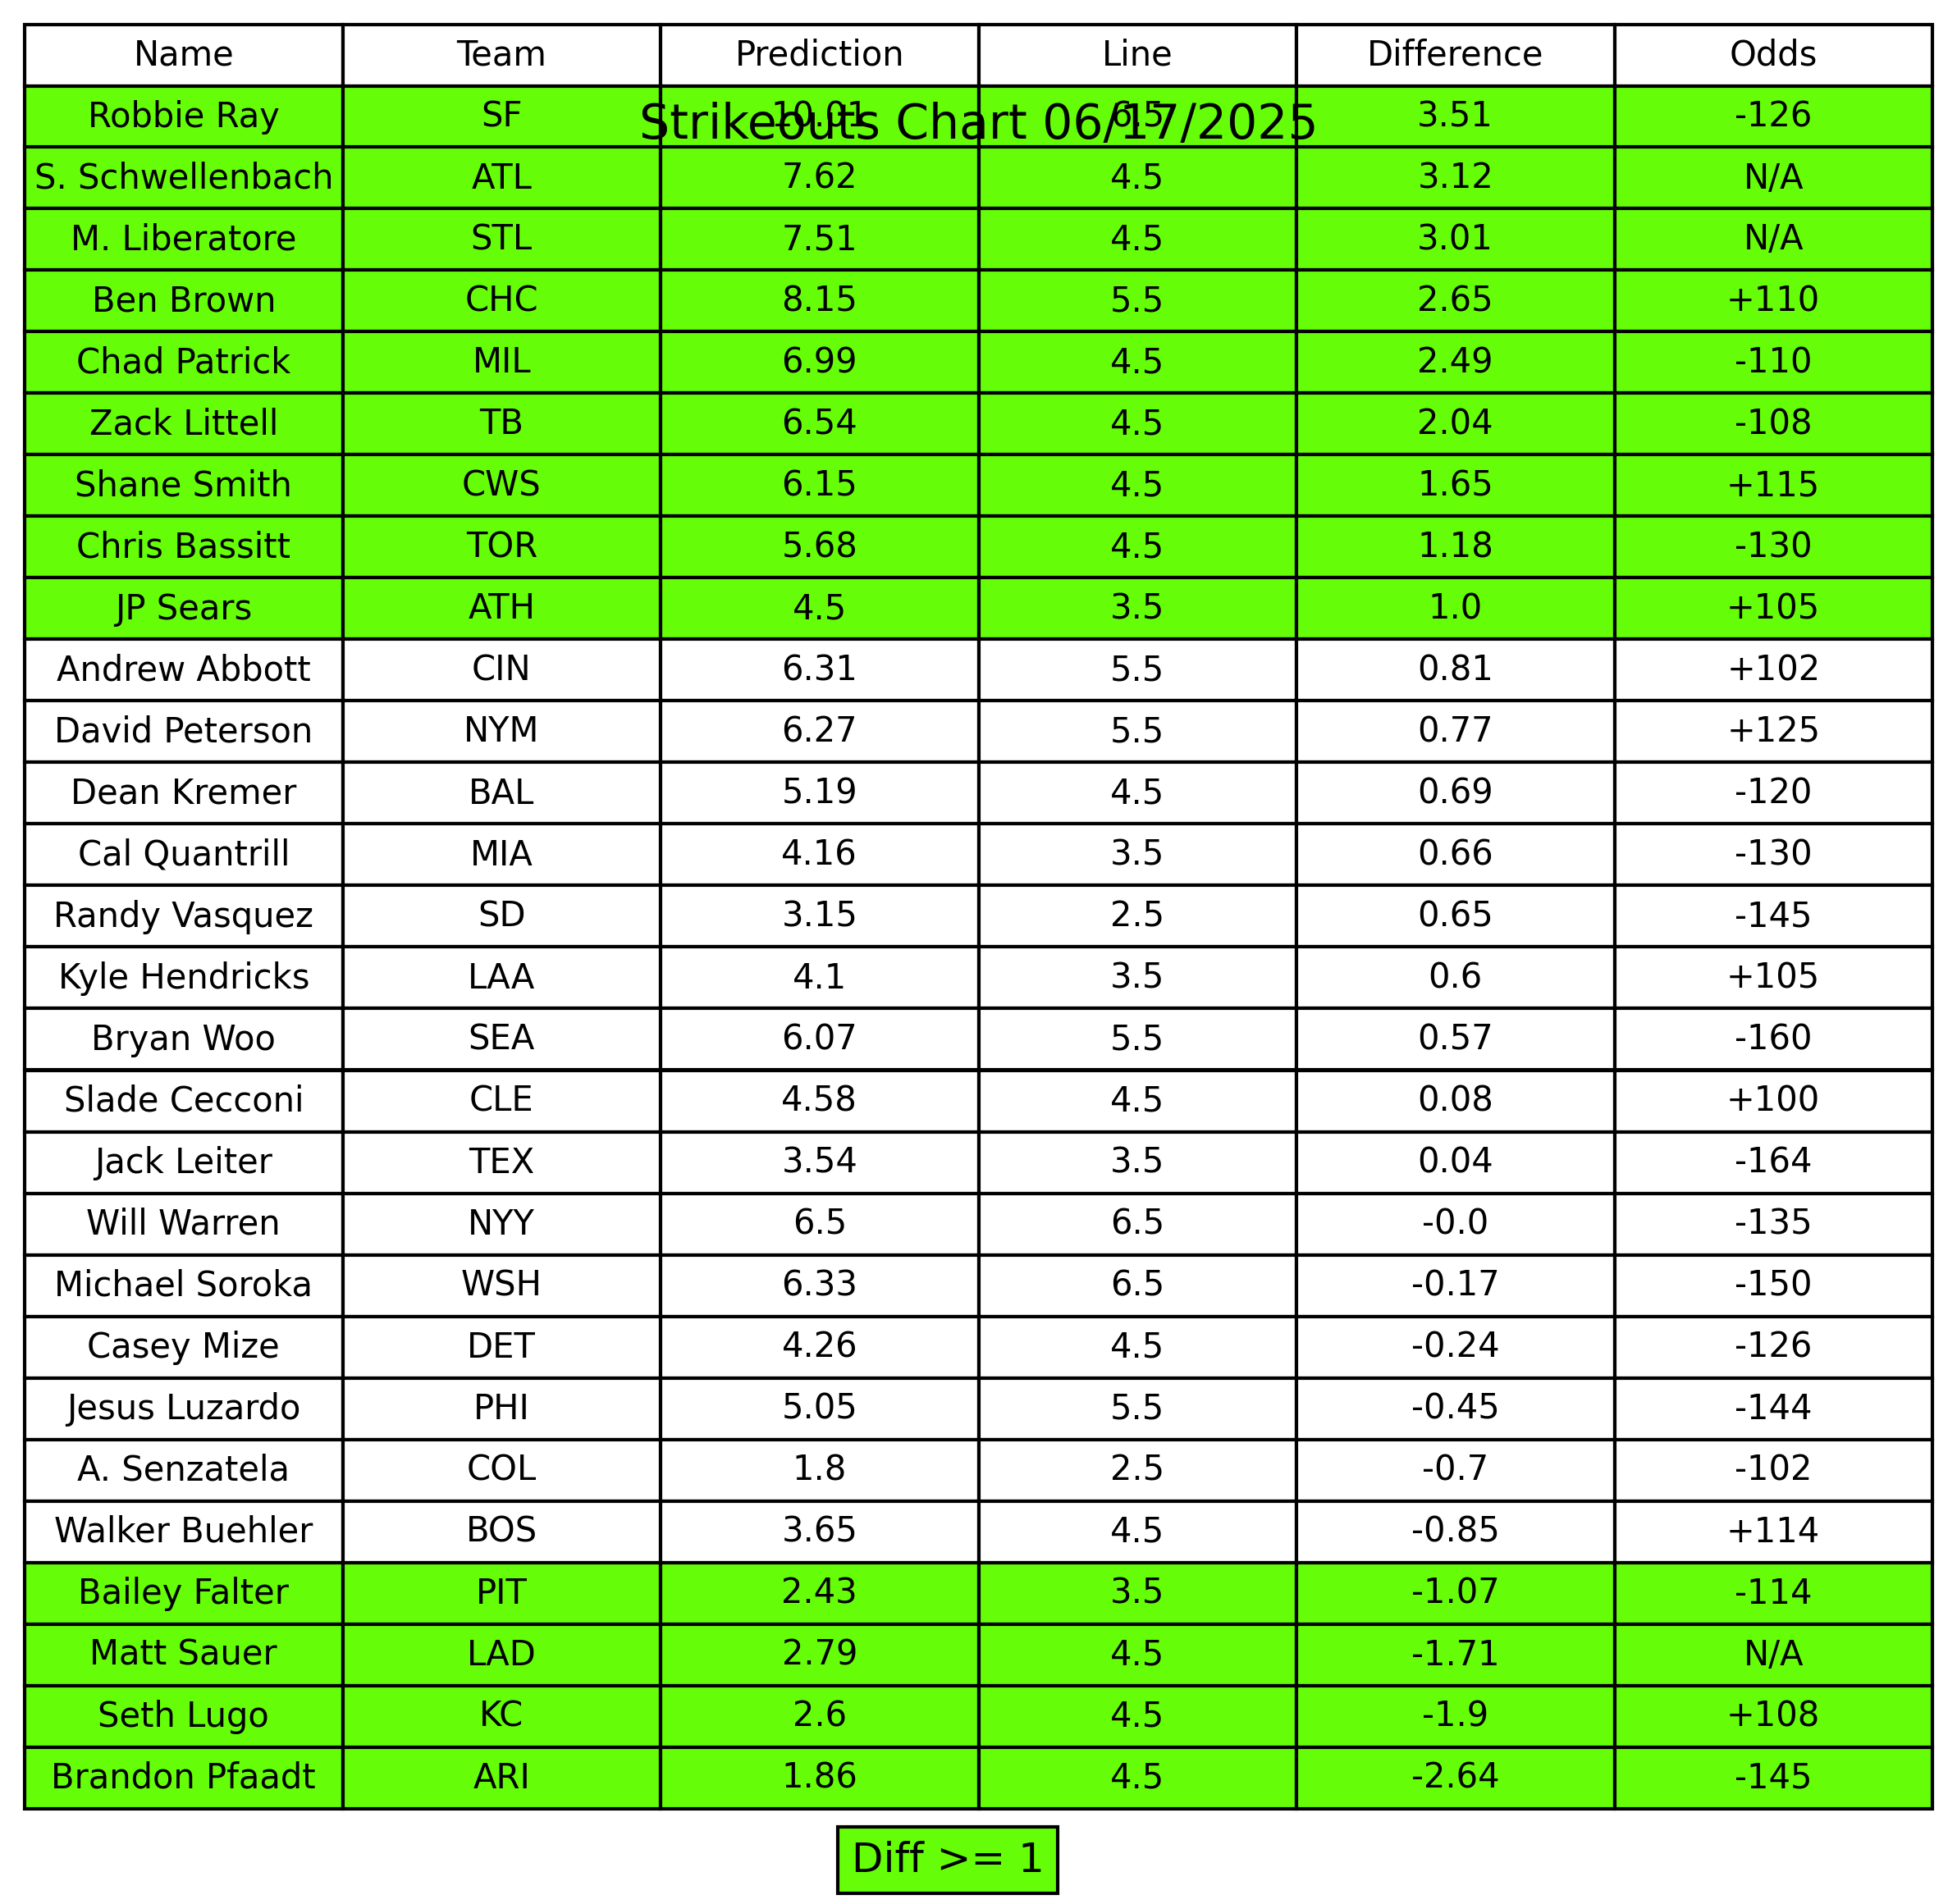 Name Team Prediction Line Difference Odds
Strikeouts Chart 06/17/2025
Robbie Ray SF 10.01 6.5 3.51 -126
S. Schwellenbach ATL 7.62 4.5 3.12 N/A
M. Liberatore STL 7.51 4.5 3.01 N/A
Ben Brown CHC 8.15 5.5 2.65 +110
Chad Patrick MIL 6.99 4.5 2.49 -110
Zack Littell TB 6.54 4.5 2.04 -108
Shane Smith CWS 6.15 4.5 1.65 +115
Chris Bassitt TOR 5.68 4.5 1.18 -130
JP Sears ATH 4.5 3.5 1.0 +105
Andrew Abbott CIN 6.31 5.5 0.81 +102
David Peterson NYM 6.27 5.5 0.77 +125
Dean Kremer BAL 5.19 4.5 0.69 -120
Cal Quantrill MIA 4.16 3.5 0.66 -130
Randy Vasquez SD 3.15 2.5 0.65 -145
Kyle Hendricks LAA 4.1 3.5 0.6 +105
Bryan Woo SEA 6.07 5.5 0.57 -160
Slade Cecconi CLE 4.58 4.5 0.08 +100
Jack Leiter TEX 3.54 3.5 0.04 -164
Will Warren NYY 6.5 6.5 -0.0 -135
Michael Soroka WSH 6.33 6.5 -0.17 -150
Casey Mize DET 4.26 4.5 -0.24 -126
Jesus Luzardo PHI 5.05 5.5 -0.45 -144
A. Senzatela COL 1.8 2.5 -0.7 -102
Walker Buehler BOS 3.65 4.5 -0.85 +114
Bailey Falter PIT 2.43 3.5 -1.07 -114
Matt Sauer LAD 2.79 4.5 -1.71 N/A
Seth Lugo KC 2.6 4.5 -1.9 +108
Brandon Pfaadt ARI 1.86 4.5 -2.64 -145
Diff >= 1